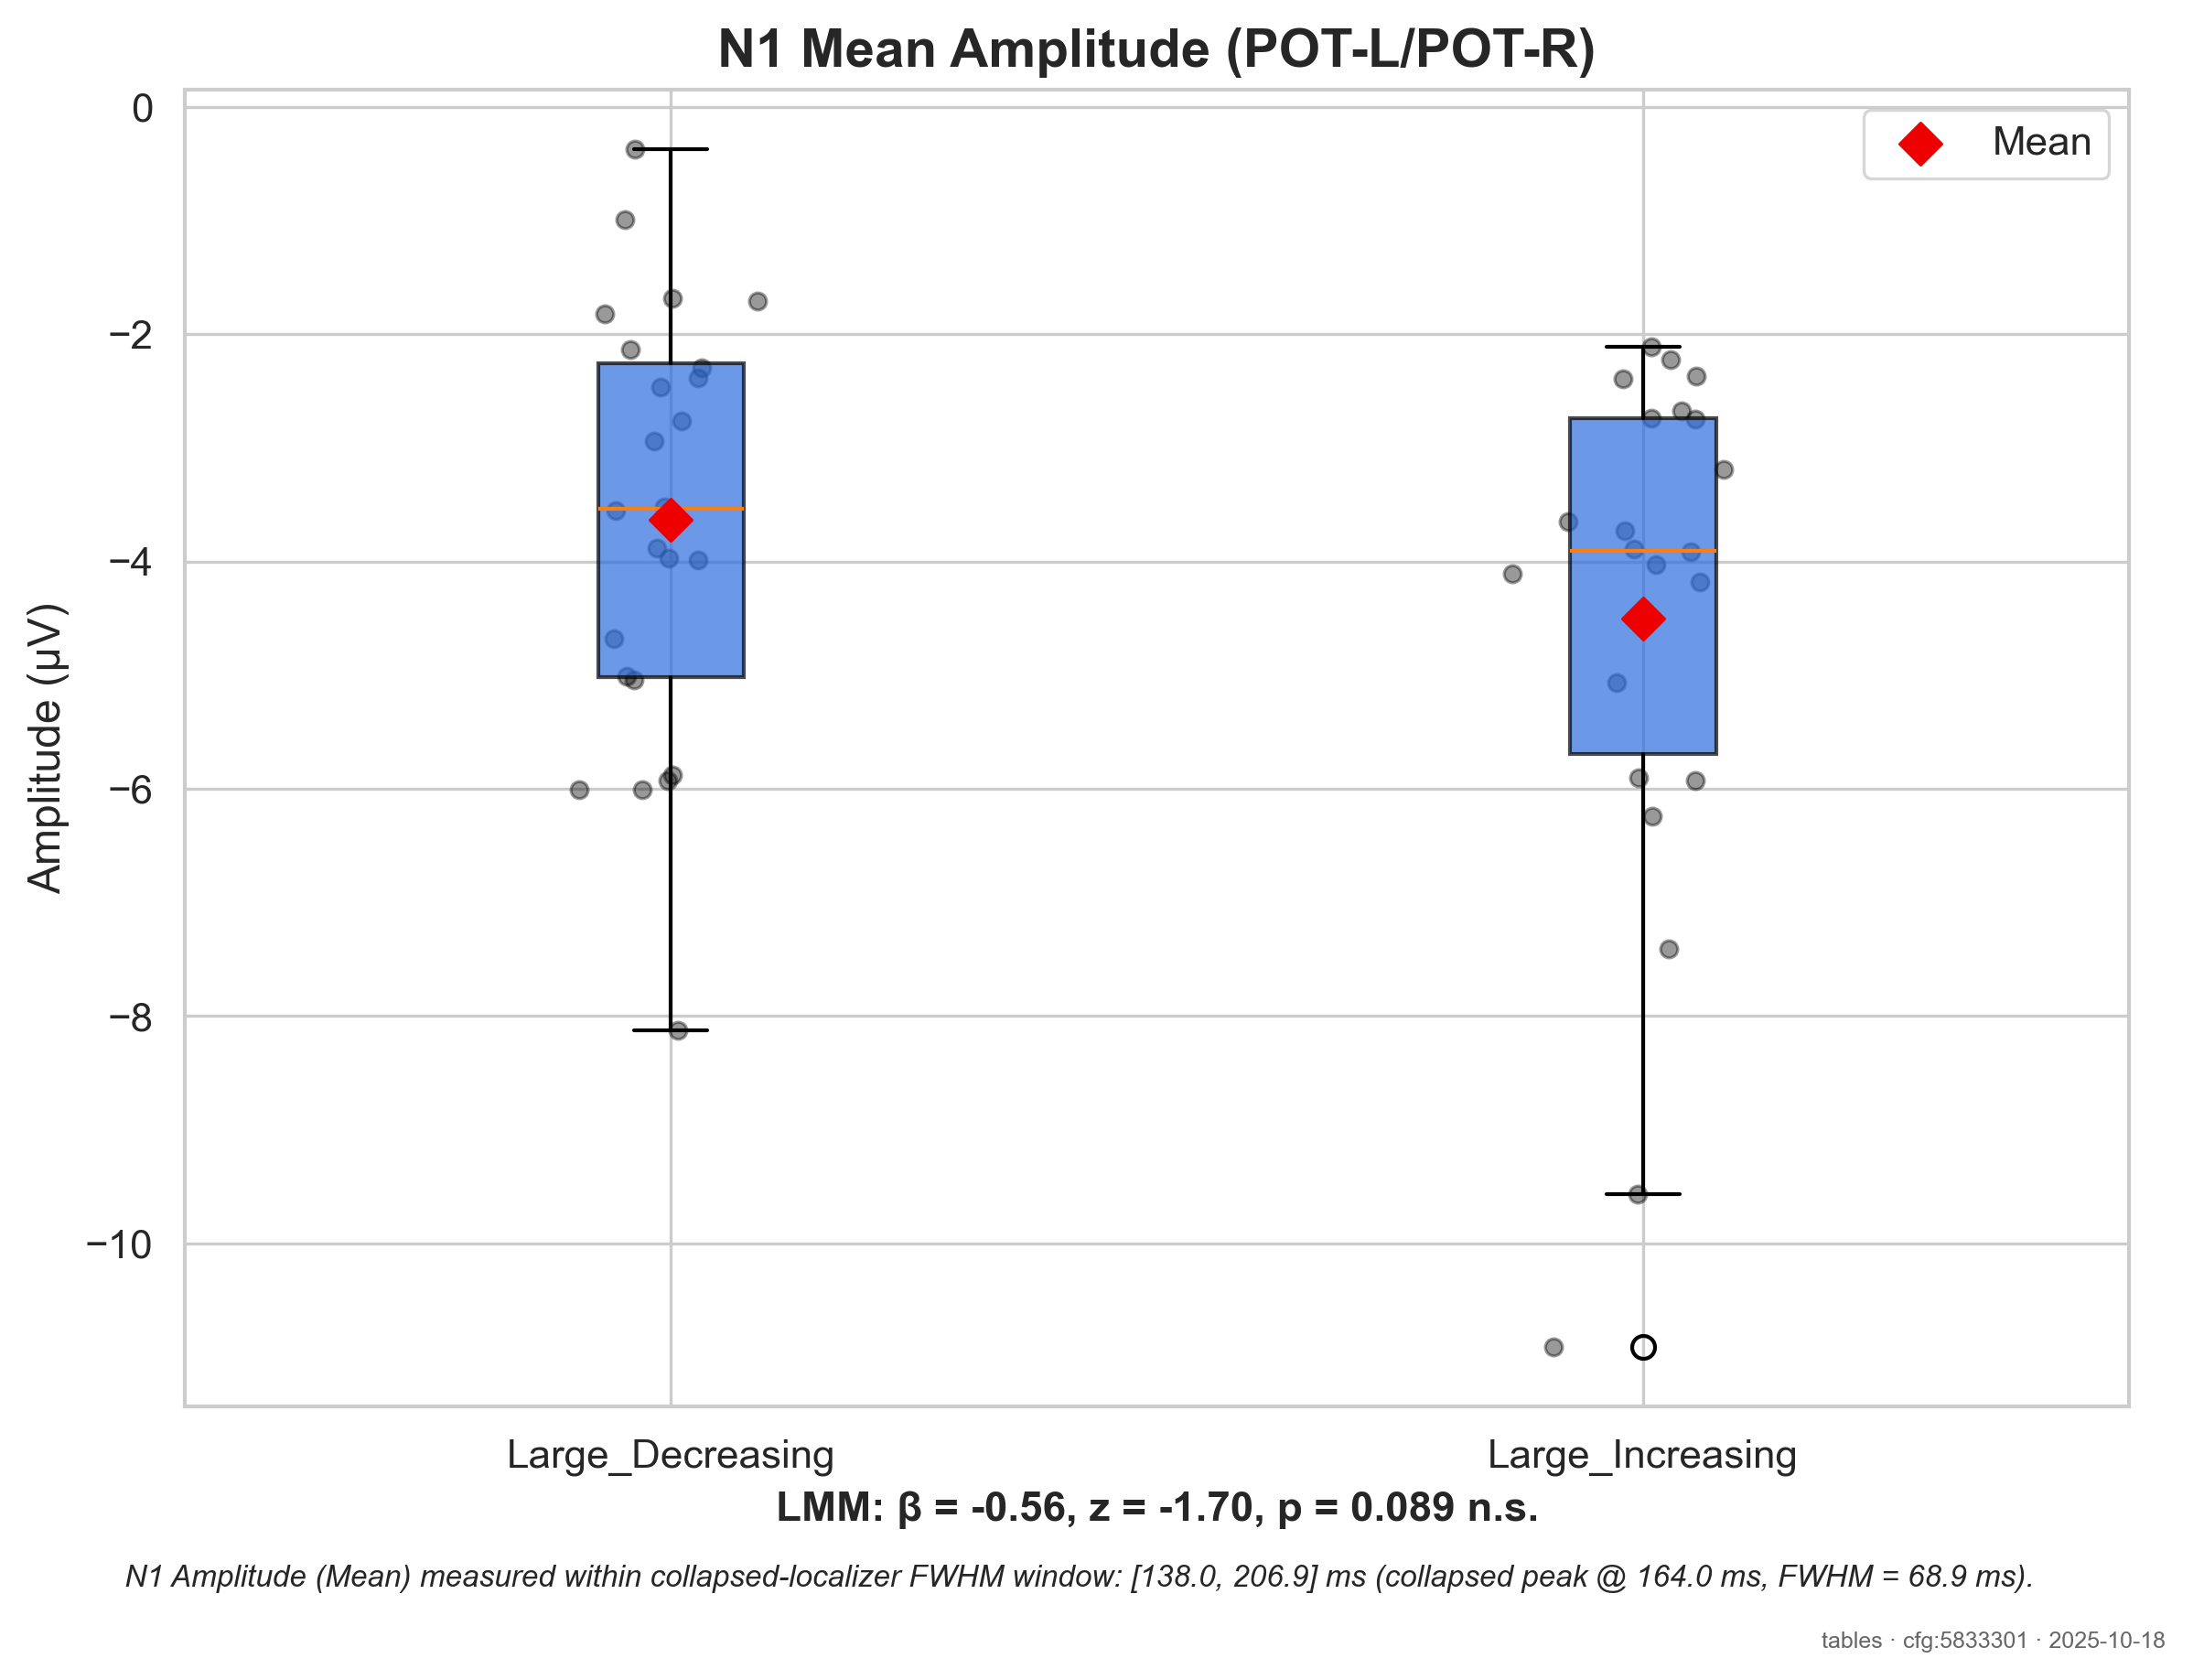 N1 Mean Amplitude (POT-L/POT-R)
Mean
0
−2
−4
−6
−8
−10
Amplitude (µV)
Large_Decreasing
Large_Increasing
LMM: β = -0.56, z = -1.70, p = 0.089 n.s.
N1 Amplitude (Mean) measured within collapsed-localizer FWHM window: [138.0, 206.9] ms (collapsed peak @ 164.0 ms, FWHM = 68.9 ms).
tables · cfg:5833301 · 2025-10-18